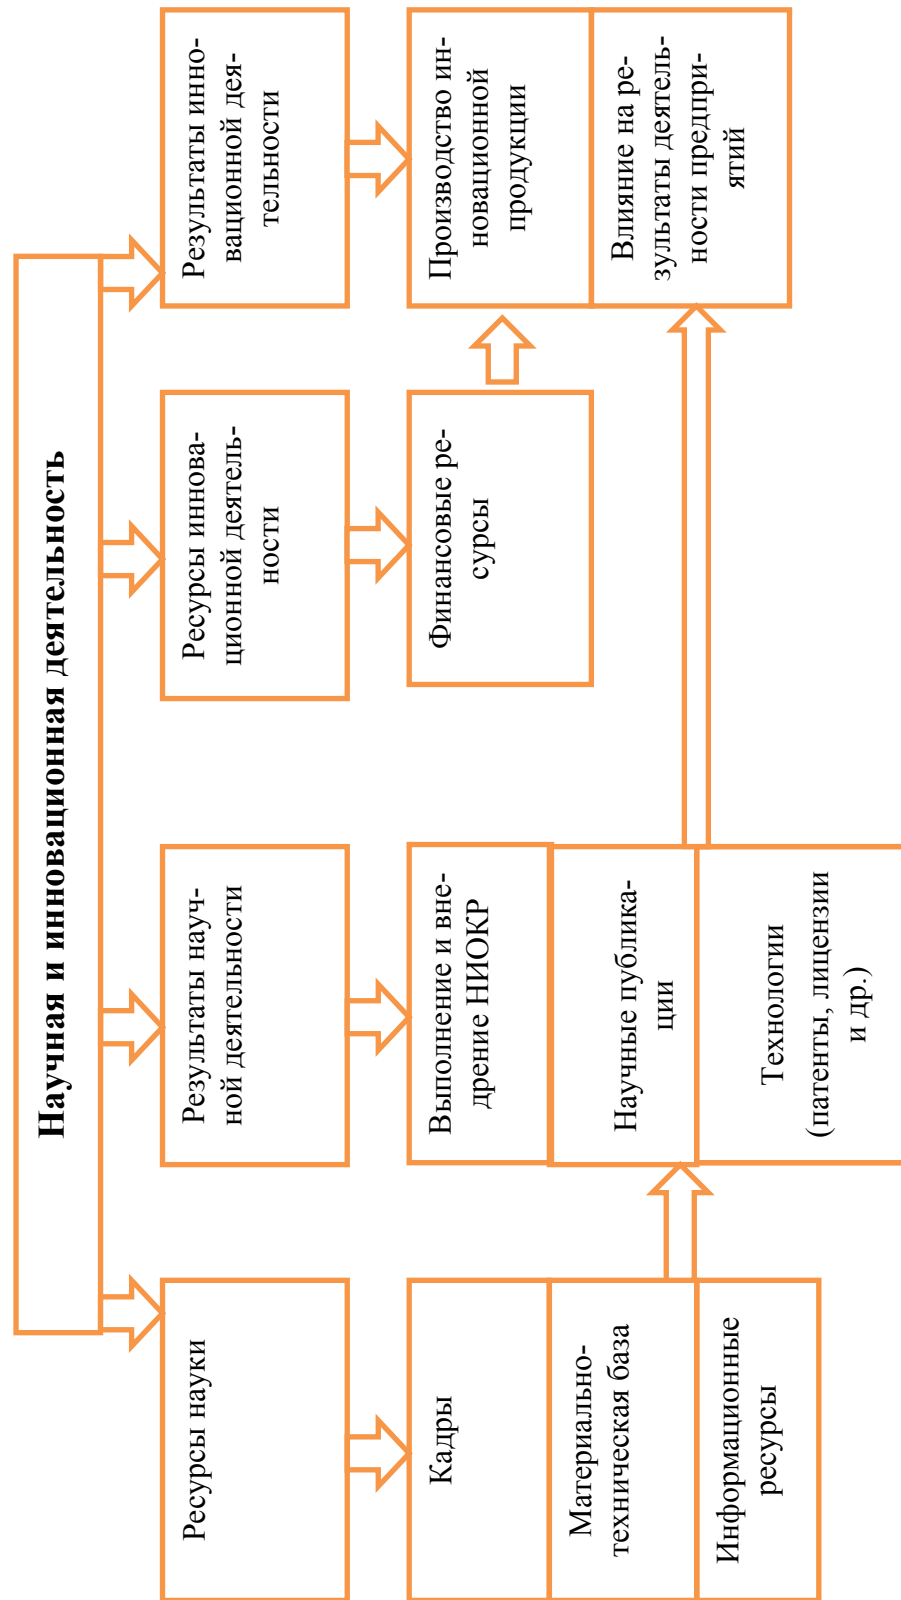 Научная и инновационная деятельность
Ресурсы науки
Результаты науч-
ной деятельности
Ресурсы иннова-
ционной деятель-
ности
Результаты инно-
вационной дея-
тельности
Кадры
Материально-
техническая база
Информационные
ресурсы
Выполнение и вне-
дрение НИОКР
Научные публика-
ции
Технологии
(патенты, лицензии
и др.)
Финансовые ре-
сурсы
Производство ин-
новационной
продукции
Влияние на ре-
зультаты деятель-
ности предпри-
ятий